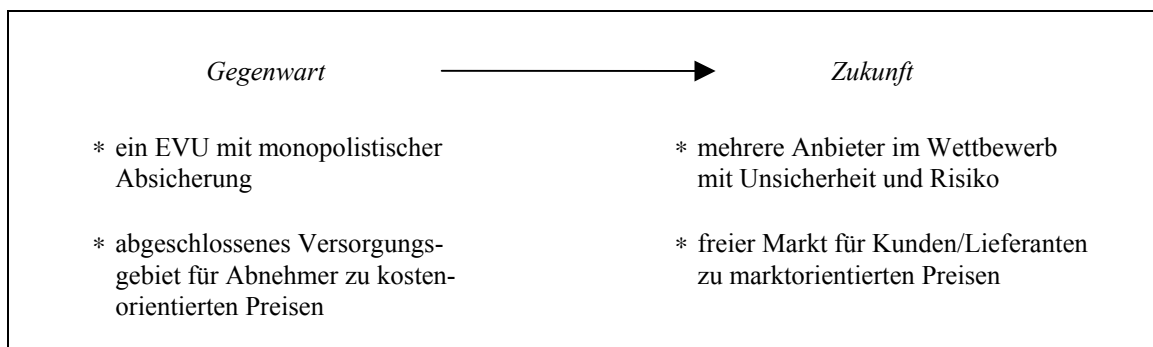 Gegenwart
Zukunft
* ein EVU mit monopolistischer
Absicherung
* abgeschlossenes Versorgungs-
gebiet für Abnehmer zu kosten-
orientierten Preisen
* mehrere Anbieter im Wettbewerb
mit Unsicherheit und Risiko
* freier Markt für Kunden/Lieferanten
zu marktorientierten Preisen